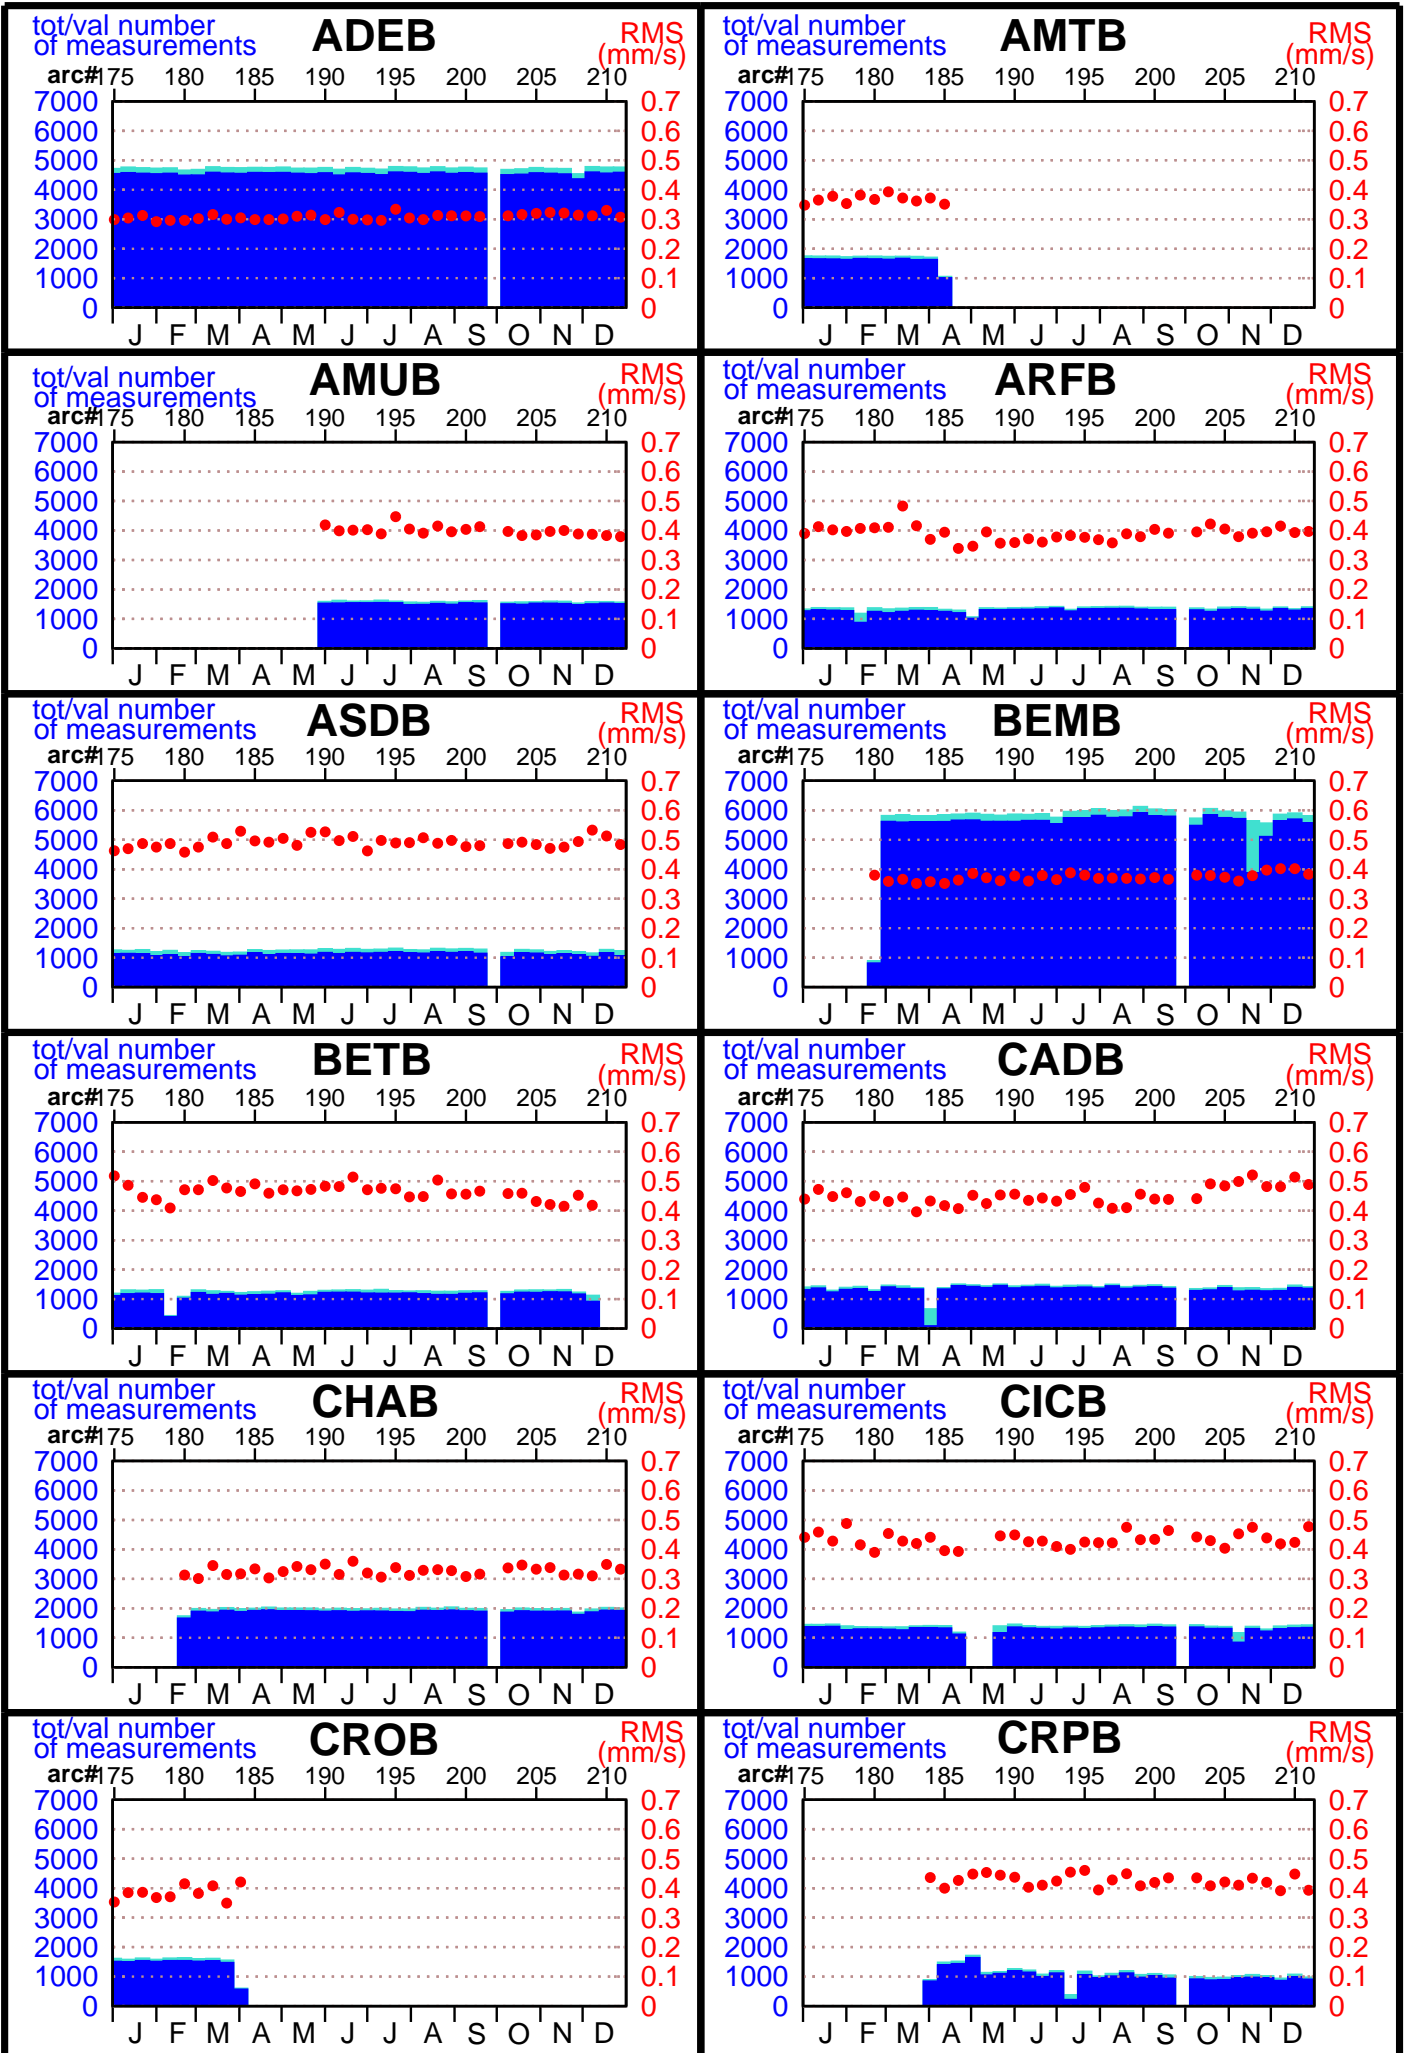 tot/val number
of measurements
ADEB
RMS
(mm/s)
arc#175 180 185 190 195 200 205 210
7000 0.7
6000 0.6
5000 0.5
4000 0.4
3000 0.3
2000 0.2
1000 0.1
0 0
J F M A M J J A S O N D
tot/val number
of measurements
AMTB
RMS
(mm/s)
arc#175 180 185 190 195 200 205 210
7000 0.7
6000 0.6
5000 0.5
4000 0.4
3000 0.3
2000 0.2
1000 0.1
0 0
J F M A M J J A S O N D
tot/val number
of measurements
AMUB
RMS
(mm/s)
arc#175 180 185 190 195 200 205 210
7000 0.7
6000 0.6
5000 0.5
4000 0.4
3000 0.3
2000 0.2
1000 0.1
0 0
J F M A M J J A S O N D
tot/val number
of measurements
ARFB
RMS
(mm/s)
arc#175 180 185 190 195 200 205 210
7000 0.7
6000 0.6
5000 0.5
4000 0.4
3000 0.3
2000 0.2
1000 0.1
0 0
J F M A M J J A S O N D
tot/val number
of measurements
ASDB
RMS
(mm/s)
arc#175 180 185 190 195 200 205 210
7000 0.7
6000 0.6
5000 0.5
4000 0.4
3000 0.3
2000 0.2
1000 0.1
0 0
J F M A M J J A S O N D
tot/val number
of measurements
BEMB
RMS
(mm/s)
arc#175 180 185 190 195 200 205 210
7000 0.7
6000 0.6
5000 0.5
4000 0.4
3000 0.3
2000 0.2
1000 0.1
0 0
J F M A M J J A S O N D
tot/val number
of measurements
BETB
RMS
(mm/s)
arc#175 180 185 190 195 200 205 210
7000 0.7
6000 0.6
5000 0.5
4000 0.4
3000 0.3
2000 0.2
1000 0.1
0 0
J F M A M J J A S O N D
tot/val number
of measurements
CADB
RMS
(mm/s)
arc#175 180 185 190 195 200 205 210
7000 0.7
6000 0.6
5000 0.5
4000 0.4
3000 0.3
2000 0.2
1000 0.1
0 0
J F M A M J J A S O N D
tot/val number
of measurements
CHAB
RMS
(mm/s)
arc#175 180 185 190 195 200 205 210
7000 0.7
6000 0.6
5000 0.5
4000 0.4
3000 0.3
2000 0.2
1000 0.1
0 0
J F M A M J J A S O N D
tot/val number
of measurements
CICB
RMS
(mm/s)
arc#175 180 185 190 195 200 205 210
7000 0.7
6000 0.6
5000 0.5
4000 0.4
3000 0.3
2000 0.2
1000 0.1
0 0
J F M A M J J A S O N D
tot/val number
of measurements
CROB
RMS
(mm/s)
arc#175 180 185 190 195 200 205 210
7000 0.7
6000 0.6
5000 0.5
4000 0.4
3000 0.3
2000 0.2
1000 0.1
0 0
J F M A M J J A S O N D
tot/val number
of measurements
CRPB
RMS
(mm/s)
arc#175 180 185 190 195 200 205 210
7000 0.7
6000 0.6
5000 0.5
4000 0.4
3000 0.3
2000 0.2
1000 0.1
0 0
J F M A M J J A S O N D